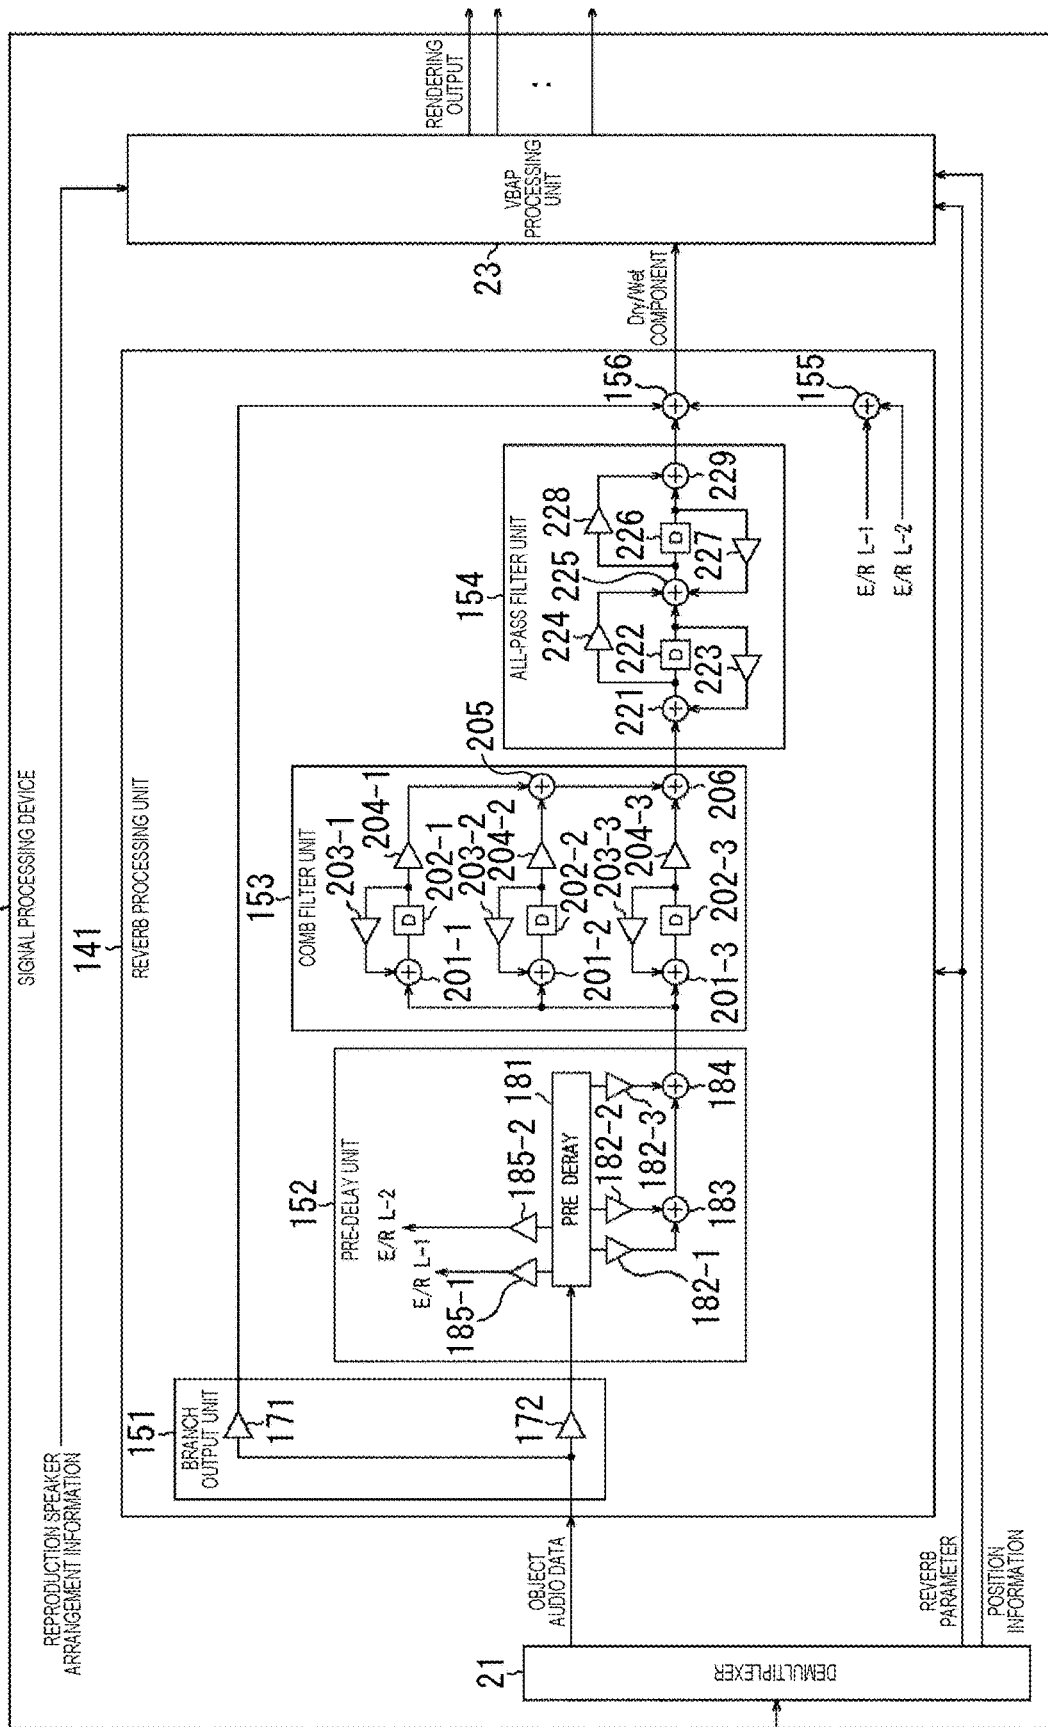 SIGNAL PROCESSING DEVICE
REPRODUCTION SPEAKER
ARRANGEMENT INFORMATION
141
REVERB PROCESSING UNIT
151
BRANCH
OUTPUT UNIT
171
172
152
PRE-DELAY UNIT
E/R L-2
E/R L-1
185-1
185-2
181
PRE DERAY
182-1
182-2
182-3
183
184
153
COMB FILTER UNIT
203-1
204-1
201-1
202-1
203-2
204-2
205
201-2
202-2
203-3
204-3
201-3
202-3
206
D
D
D
154
ALL-PASS FILTER UNIT
224
225
228
221
222
226
229
D
D
223
227
156
155
E/R L-1
E/R L-2
Dry/Wet
COMPONENT
23
VBAP
PROCESSING
UNIT
RENDERING
OUTPUT
21
DEMULTIPLEXER
OBJECT
AUDIO DATA
REVERB
PARAMETER
POSITION
INFORMATION